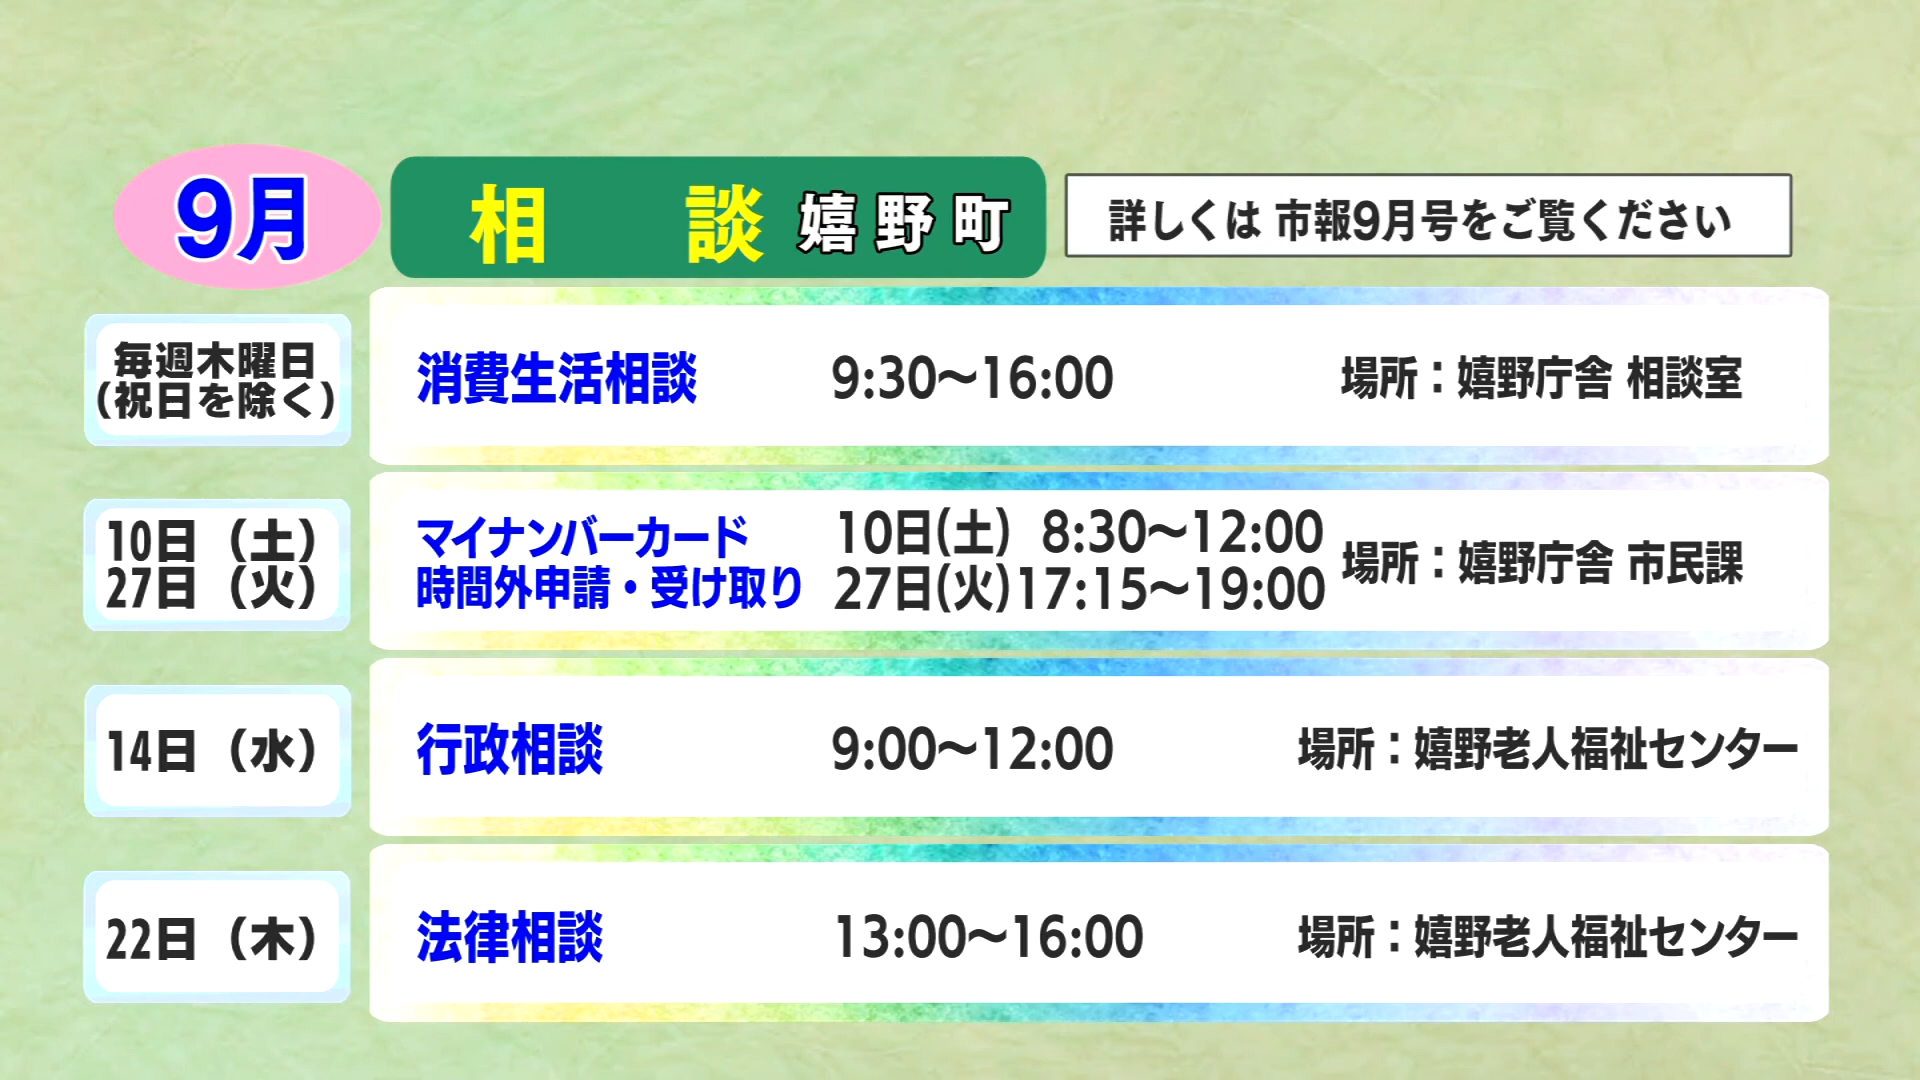 9月
相談 嬉野町
詳しくは 市報9月号をご覧ください
毎週木曜日
(祝日を除く)
消費生活相談
9:30～16:00
場所：嬉野庁舎 相談室
10日（土）
27日（火）
マイナンバーカード
時間外申請・受け取り
10日(土) 8:30～12:00
27日(火)17:15～19:00
場所：嬉野庁舎 市民課
14日（水）
行政相談
9:00～12:00
場所：嬉野老人福祉センター
22日（木）
法律相談
13:00～16:00
場所：嬉野老人福祉センター